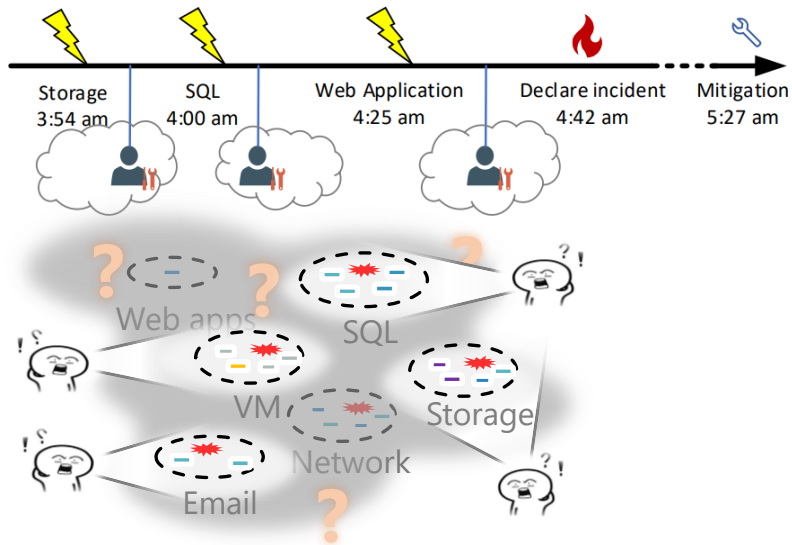 Storage
3:54 am
SQL
4:00 am
Web Application
4:25 am
Declare incident
4:42 am
Mitigation
5:27 am
?
?
?
? !
Web apps
SQL
! ?
VM
Storage
Network
! ?
? !
Email
?